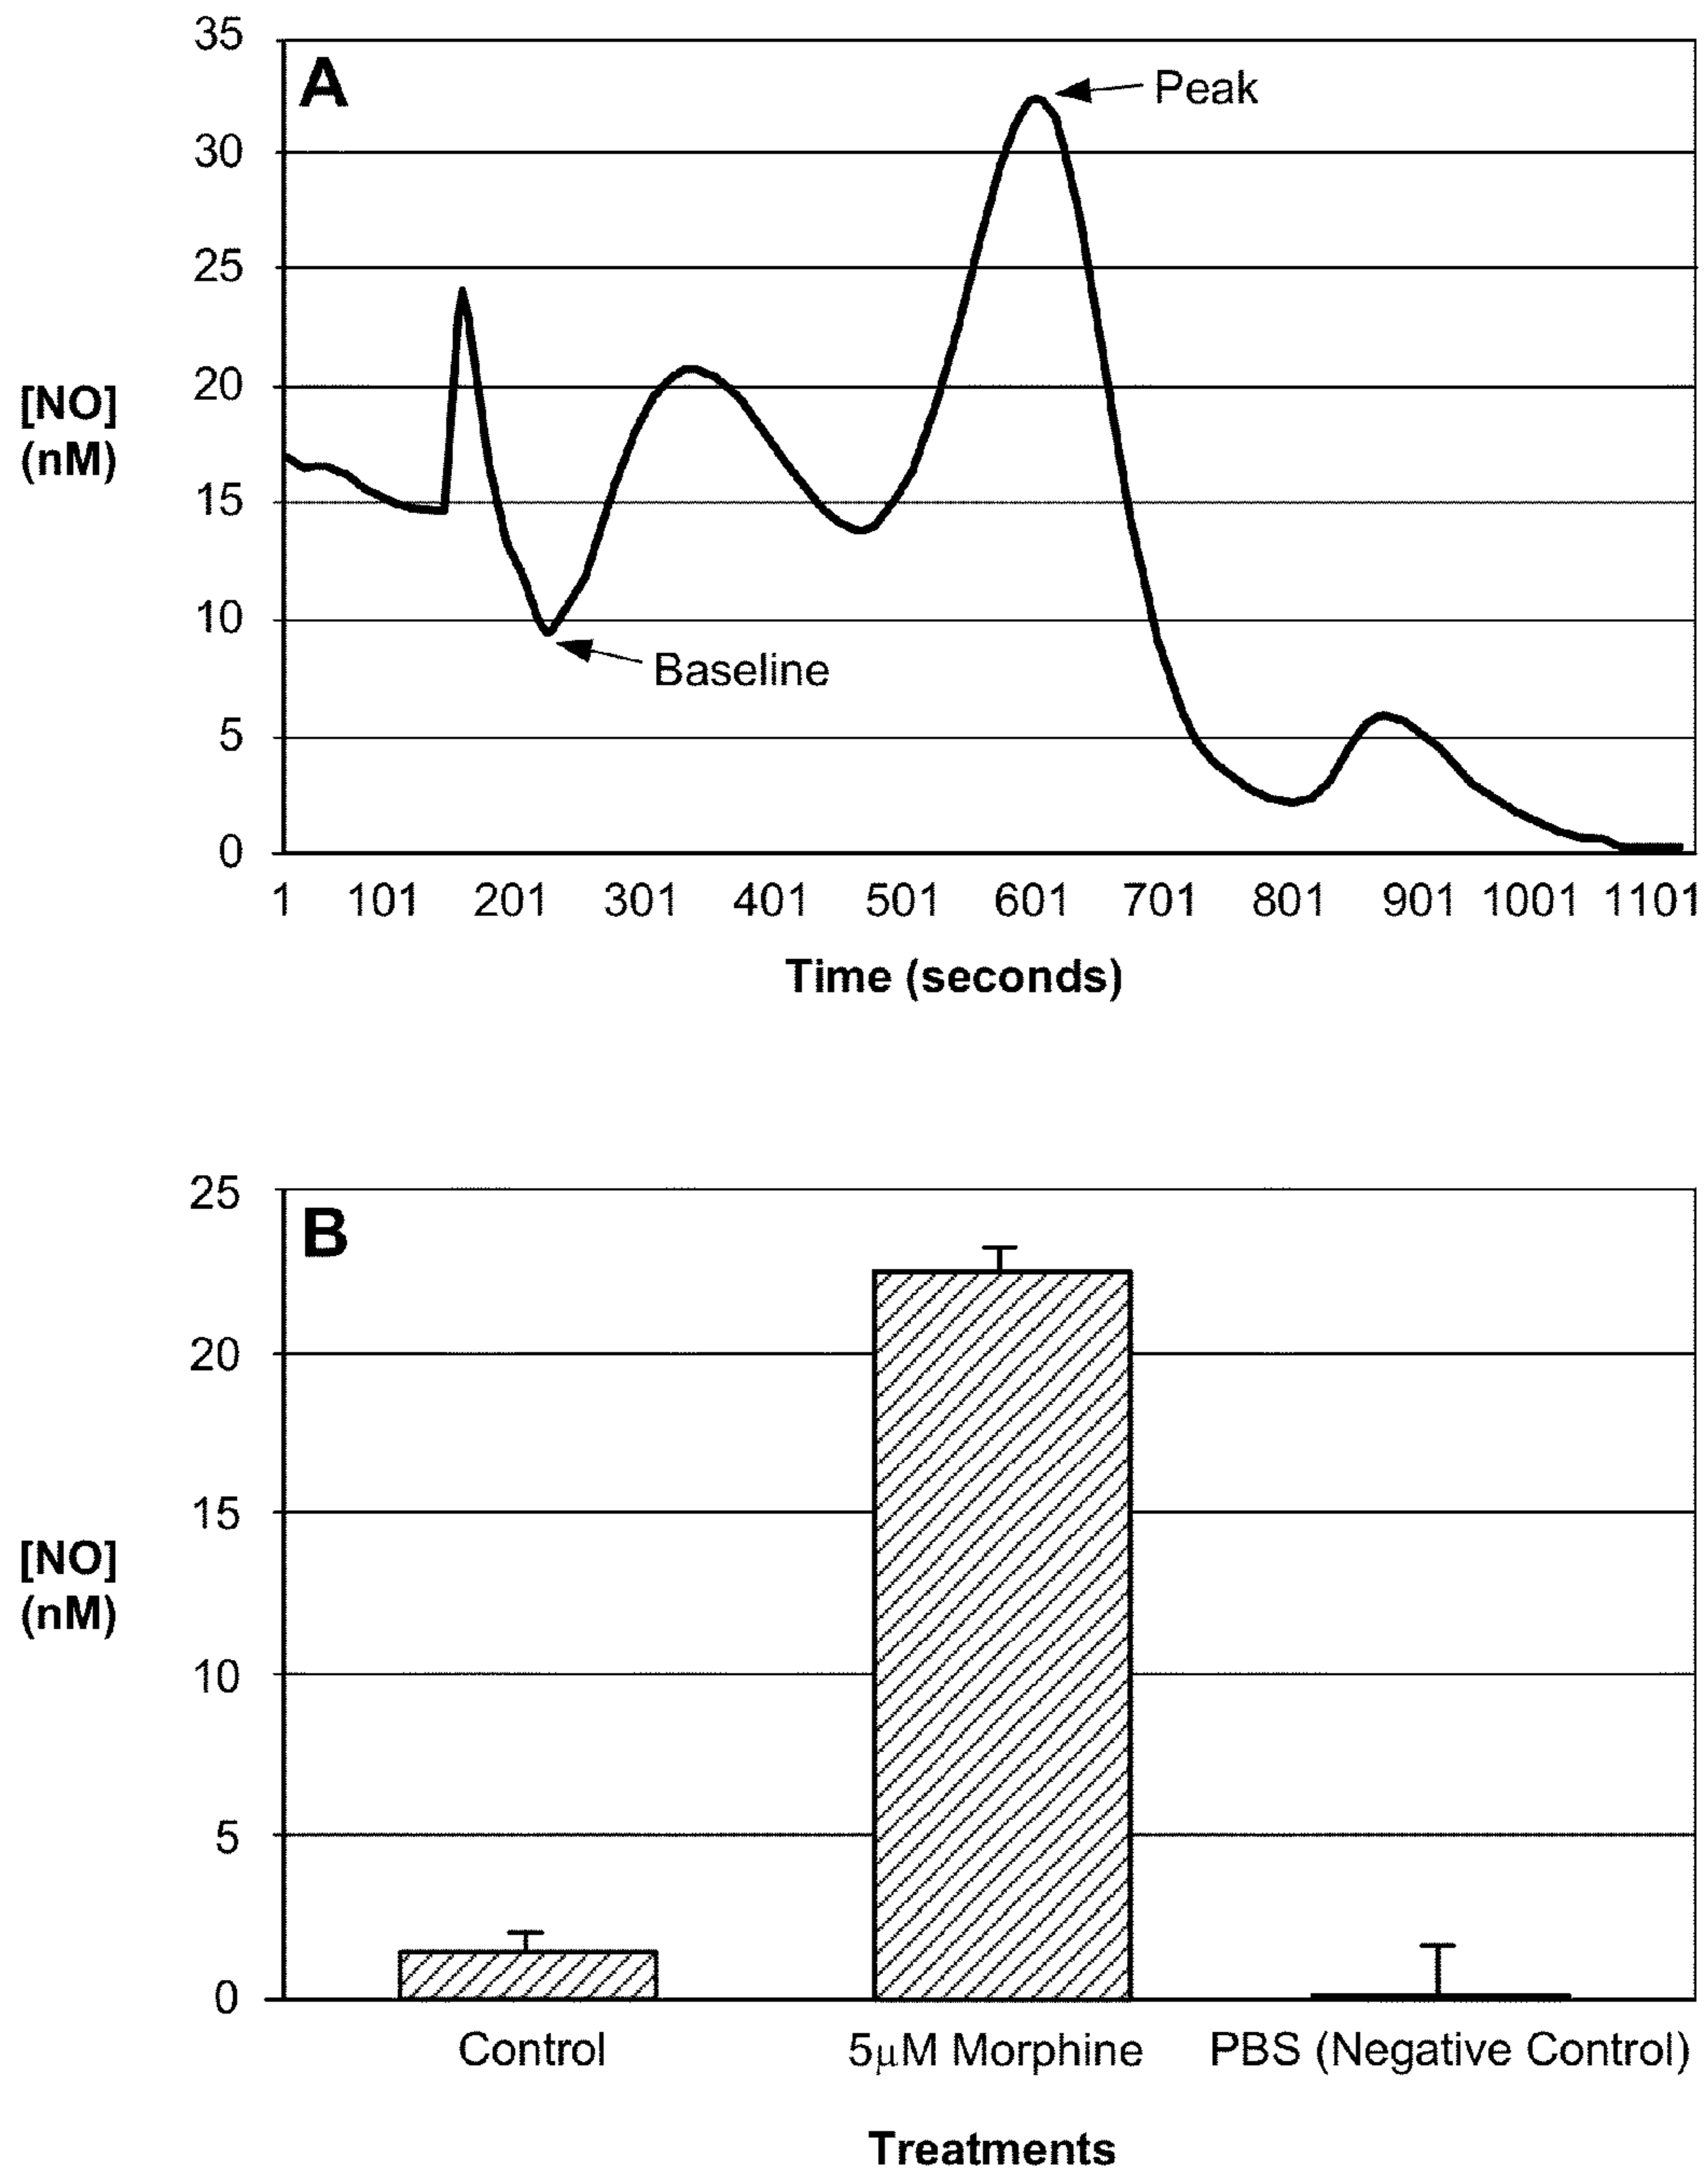 A
35
30
25
20
15
10
5
0
[NO]
(nM)
Peak
Baseline
1 101 201 301 401 501 601 701 801 901 1001 1101
Time (seconds)
B
25
20
15
10
5
0
[NO]
(nM)
Control 5μM Morphine PBS (Negative Control)
Treatments